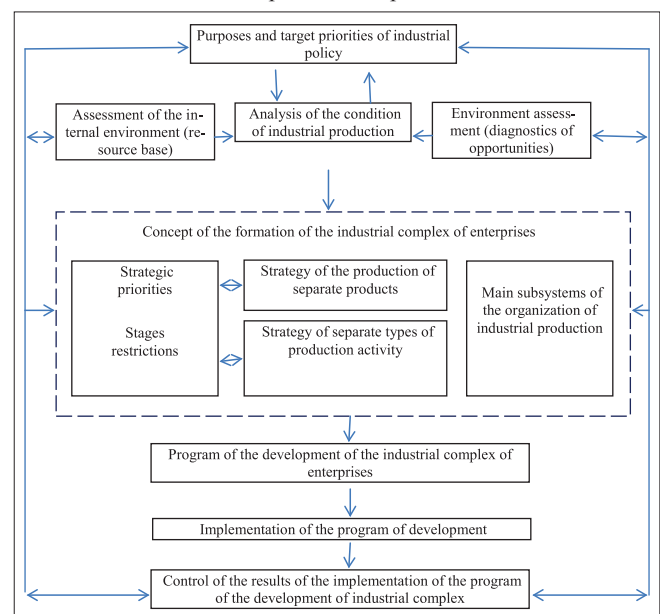 Purposes and target priorities of industrial
policy
Assessment of the in-
ternal environment (re-
source base)
Analysis of the condition
of industrial production
Environment assess-
ment (diagnostics of
opportunities)
Concept of the formation of the industrial complex of enterprises
Strategic
priorities
Stages
restrictions
Strategy of the production of
separate products
Strategy of separate types of
production activity
Main subsystems of
the organization of
industrial production
Program of the development of the industrial complex of
enterprises
Implementation of the program of development
Control of the results of the implementation of the program
of the development of industrial complex